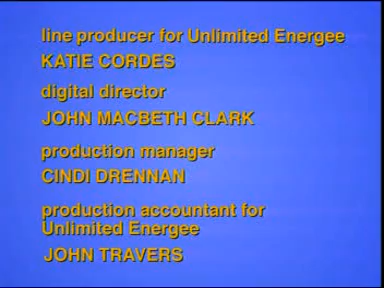 line producer for Unlimited Energee
KATIE CORDES
digital director
JOHN MACBETH CLARK
production manager
CINDI DRENNAN
production accountant for
Unlimited Energee
JOHN TRAVERS